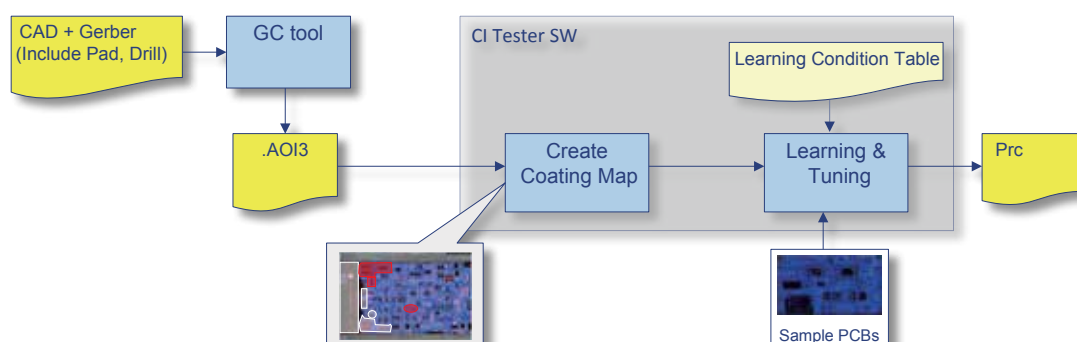 CAD + Gerber
(Include Pad, Drill)
GC tool
CI Tester SW
Learning Condition Table
.AOI3
Create
Coating Map
Learning &
Tuning
Prc
Sample PCBs